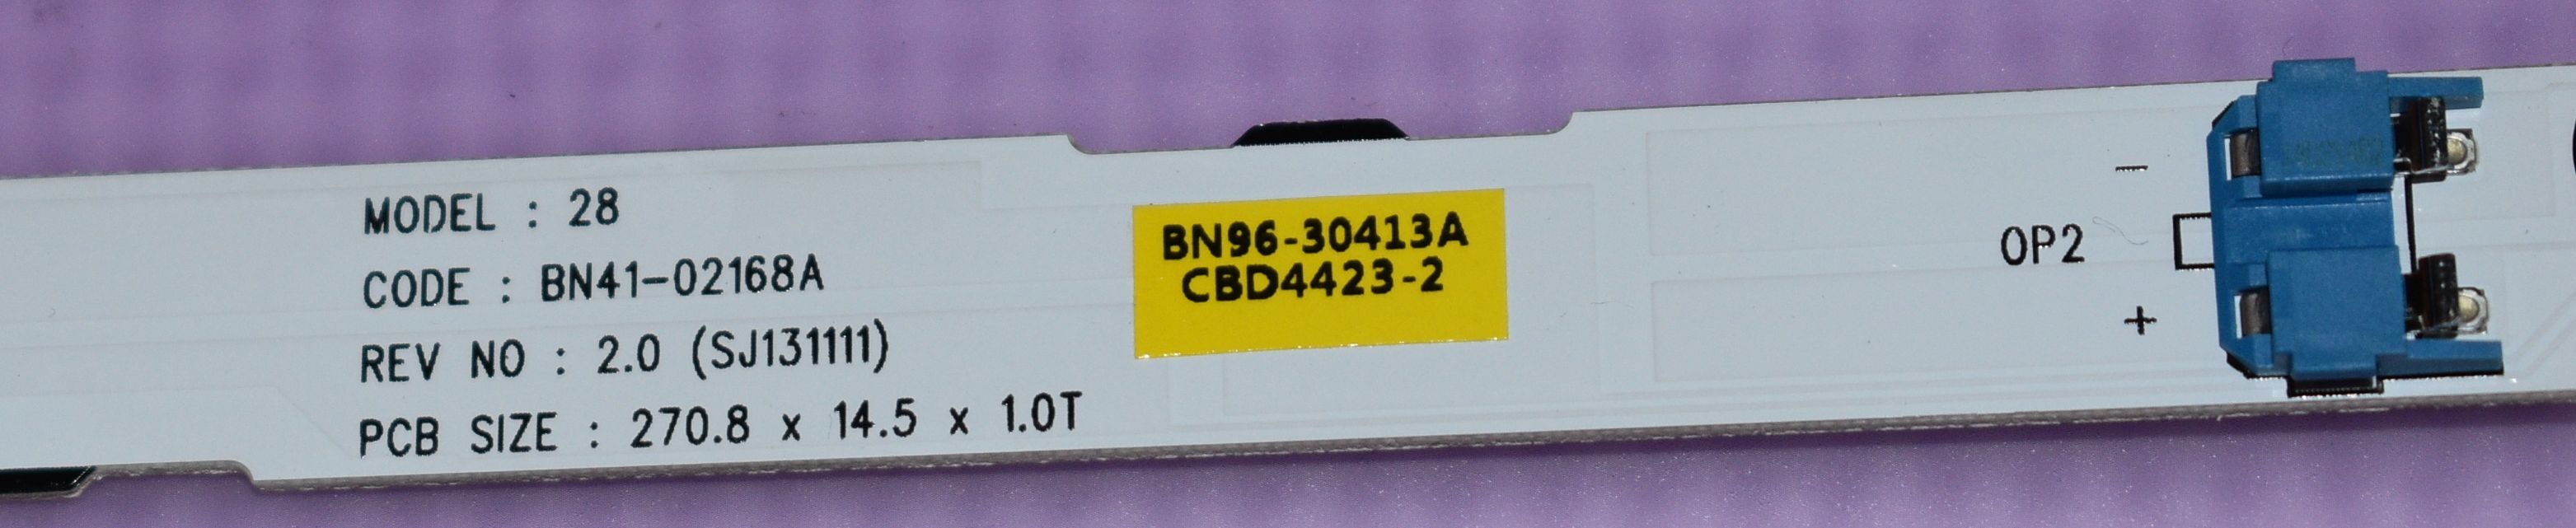 MODEL : 28
CODE : BN41-02168A
REV NO : 2.0 (SJ131111)
PCB SIZE : 270.8 x 14.5 x 1.0T
BN96-30413A
CBD4423-2
-
OP2
+